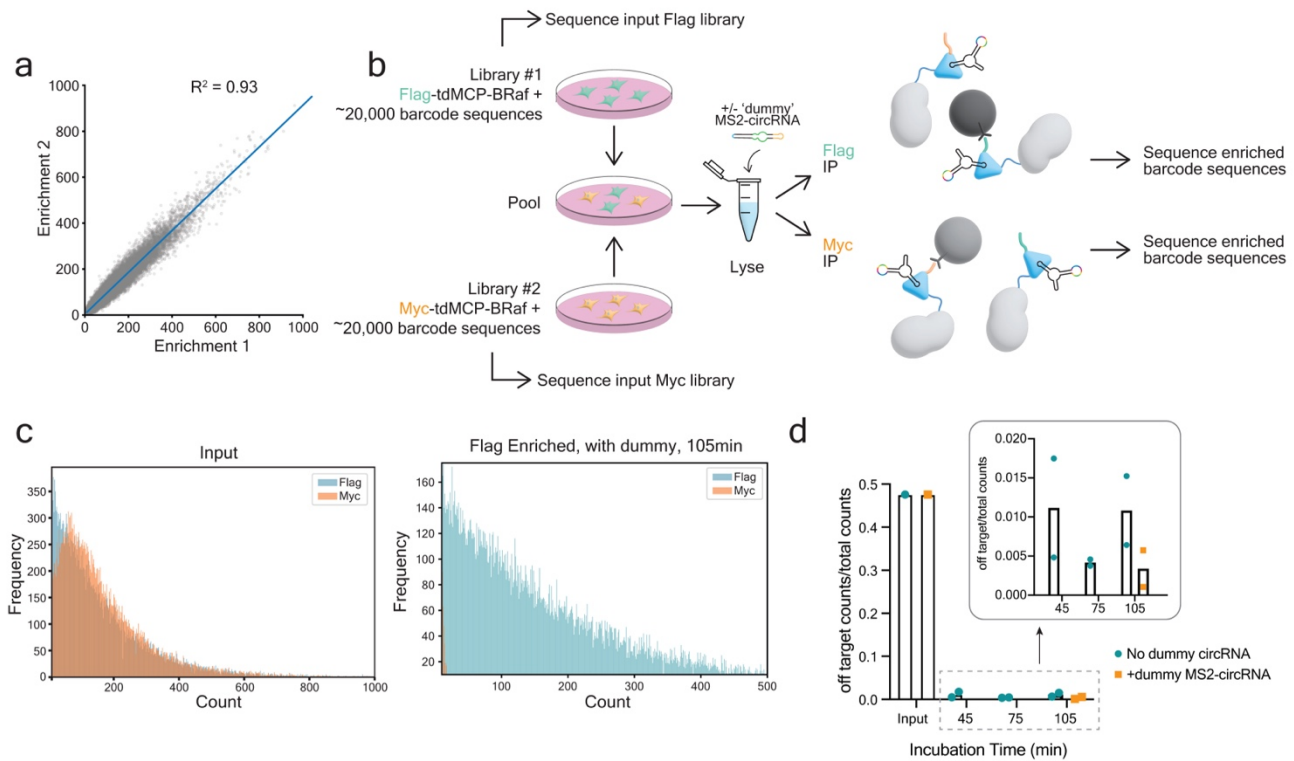 a
R² = 0.93
1000
800
600
400
200
0
0
200
400
600
800
1000
Enrichment 2
Enrichment 1
b
Sequence input Flag library
Library #1
Flag-tdMCP-BRaf +
~20,000 barcode sequences
Pool
Library #2
Myc-tdMCP-BRaf +
~20,000 barcode sequences
Sequence input Myc library
+/- 'dummy'
MS2-circRNA
Lyse
Flag
IP
Myc
IP
Sequence enriched
barcode sequences
Sequence enriched
barcode sequences
c
Input
Flag
Myc
350
300
250
200
150
100
50
0
200
400
600
800
1000
Frequency
Count
Flag Enriched, with dummy, 105min
Flag
Myc
160
140
120
100
80
60
40
20
100
200
300
400
500
Frequency
Count
d
0.5
0.4
0.3
0.2
0.1
0.0
off target counts/total counts
Input
45
75
105
Incubation Time (min)
0.020
0.015
0.010
0.005
0.000
off target/total counts
45
75
105
No dummy circRNA
+dummy MS2-circRNA